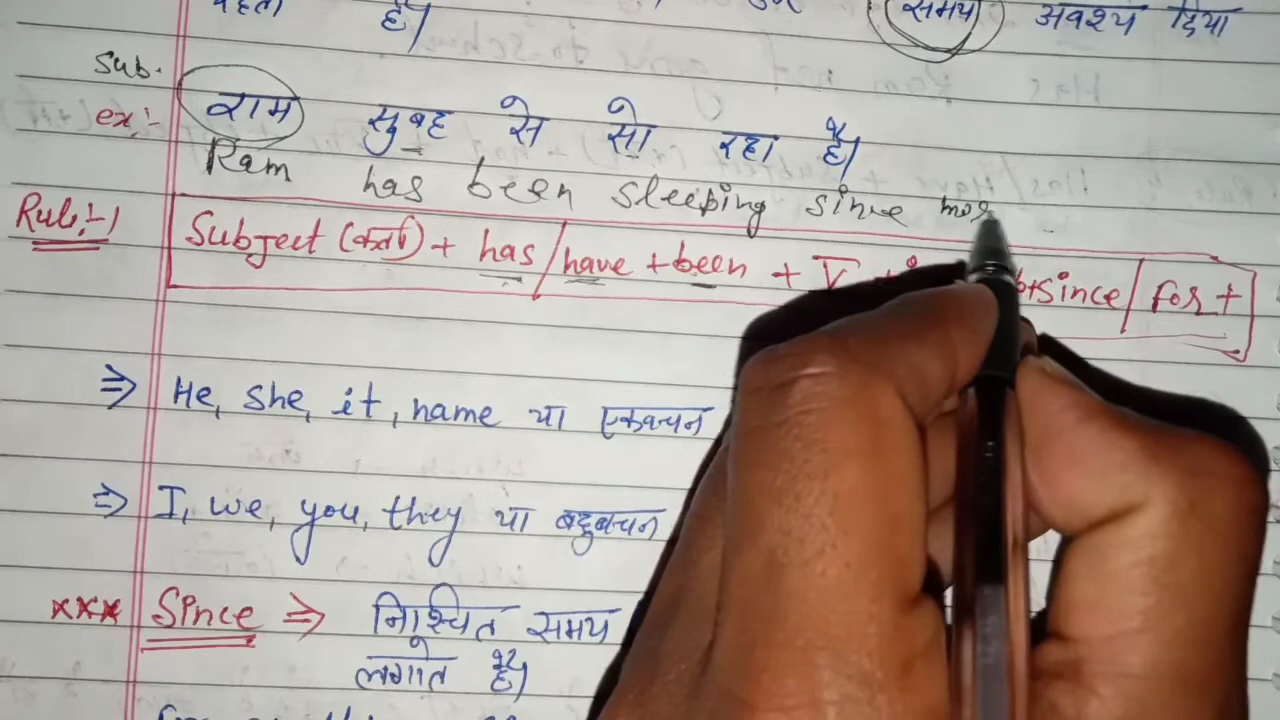 समय अवश्य दिया
है।
Sub.
ex:- राम सुबह से सो रहा है।
Ram has been sleeping since mor
Rule:-1 Subject (कर्ता) + has/have + been + V +since/for +
⇒ He, she, it, name या एकवचन
⇒ I, we, you, they या बहुवचन
××× Since ⇒ निश्चित समय
लगाते है।